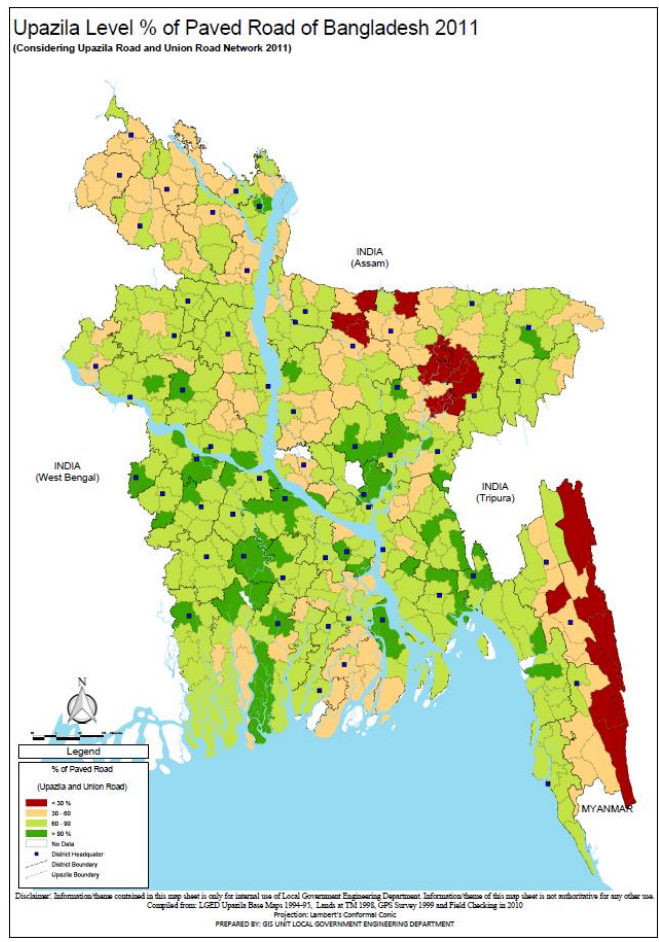 Upazila Level % of Paved Road of Bangladesh 2011
(Considering Upazila Road and Union Road Network 2011)
INDIA
(Assam)
INDIA
(West Bengal)
INDIA
(Tripura)
N
Legend
% of Paved Road
(Upazila and Union Road)
< 30 %
30 - 60
60 - 90
> 90 %
No Data
District Headquater
District Boundary
Upazila Boundary
MYANMAR
Disclaimer: Information/theme contained in this map sheet is only for internal use of Local Government Engineering Department. Information/theme of this map sheet is not authoritative for any other use.
Compiled from: LGED Upazila Base Maps 1994-95, Lands at TM 1998, GPS Survey 1999 and Field Checking in 2010
Projection: Lambert's Conformal Conic
PREPARED BY: GIS UNIT LOCAL GOVERNMENT ENGINEERING DEPARTMENT